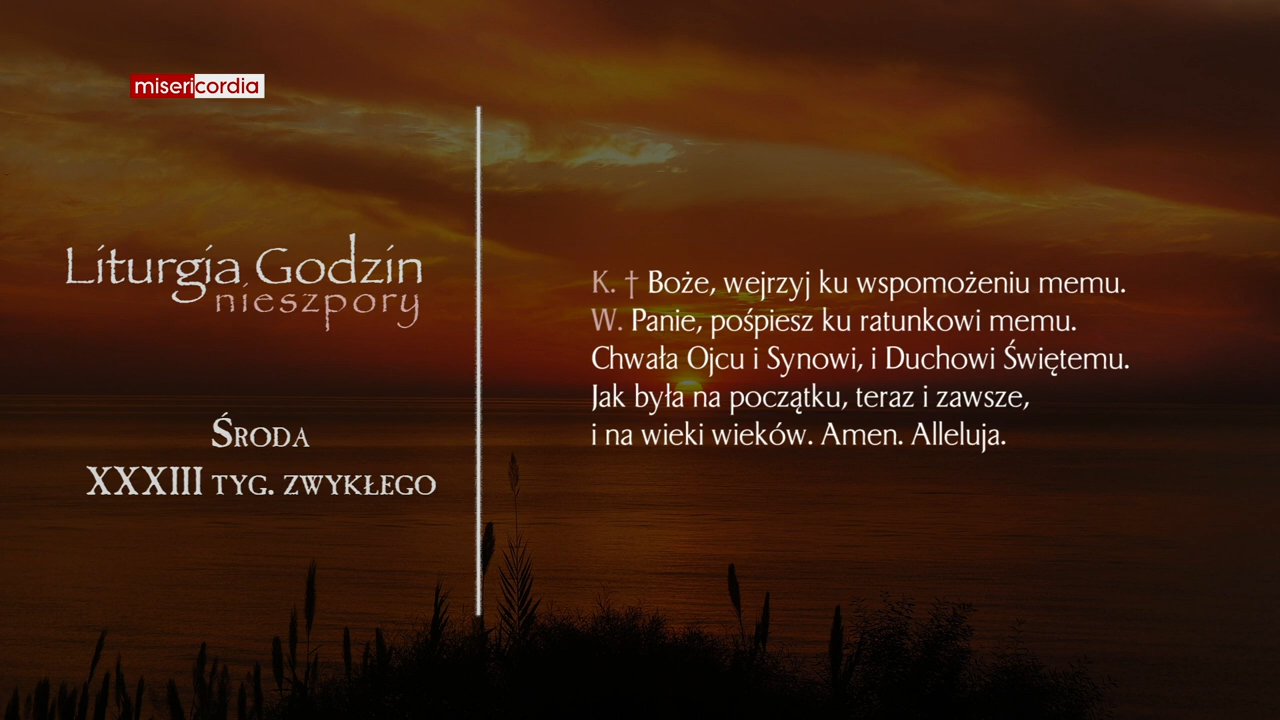 misericordia
Liturgia Godzin
nieszpory
Środa
XXXIII tyg. zwykłego
K. † Boże, wejrzyj ku wspomożeniu memu.
W. Panie, pośpiesz ku ratunkowi memu.
Chwała Ojcu i Synowi, i Duchowi Świętemu.
Jak była na początku, teraz i zawsze,
i na wieki wieków. Amen. Alleluja.